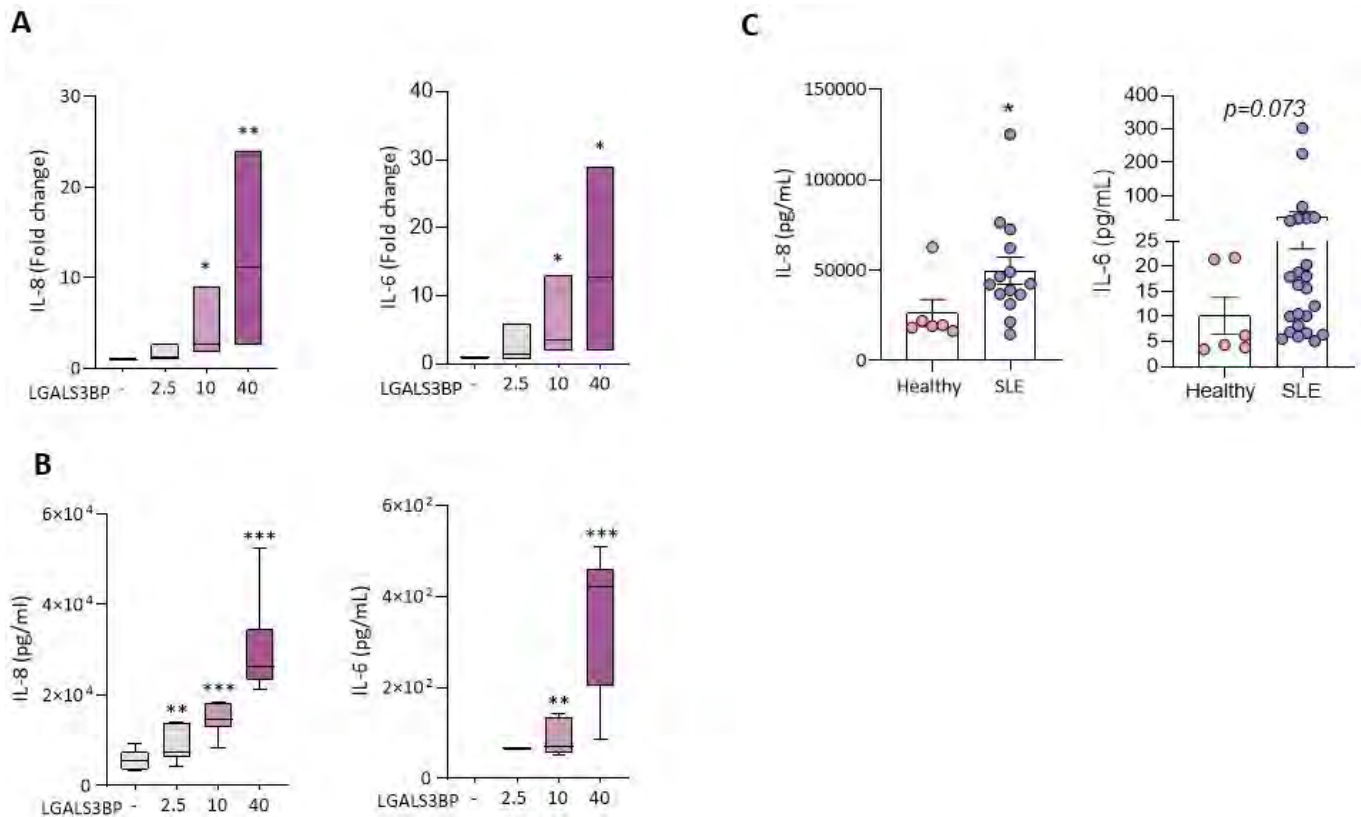 A
IL-8 (Fold change)
30
20
10
0
** 
*
LGALS3BP - 2.5 10 40
IL-6 (Fold change)
40
30
20
10
0
*
*
LGALS3BP - 2.5 10 40
B
IL-8 (pg/ml)
6×10⁴
4×10⁴
2×10⁴
0
**
***
***
LGALS3BP - 2.5 10 40
IL-6 (pg/mL)
6×10²
4×10²
2×10²
0
**
***
LGALS3BP - 2.5 10 40
C
IL-8 (pg/mL)
150000
100000
50000
0
*
Healthy SLE
IL-6 (pg/mL)
400
300
200
100
25
20
15
10
5
0
p=0.073
Healthy SLE